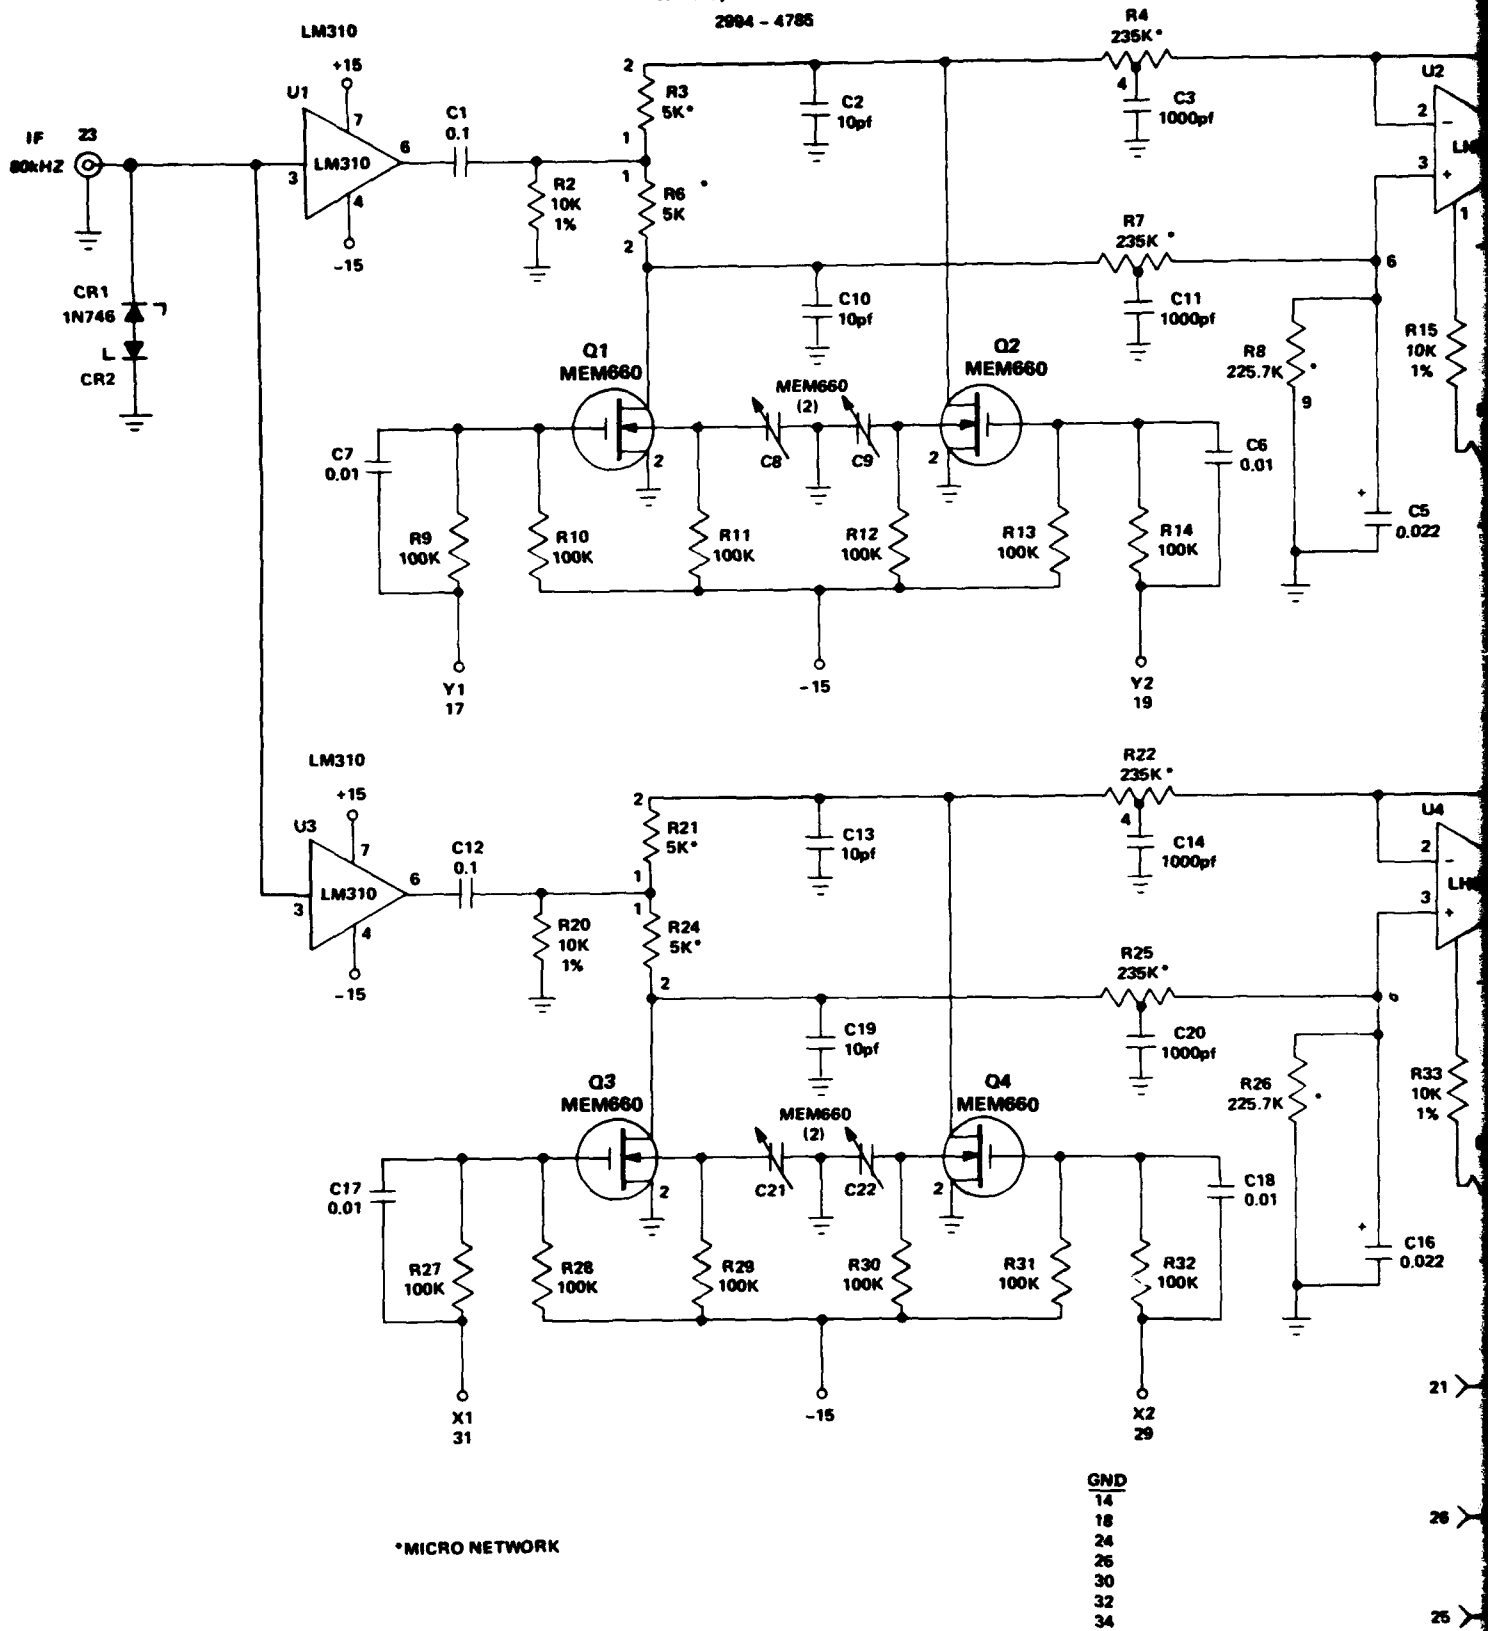 2994 - 4785
LM310
+15
U1
7
LM310
3
6
4
-15
IF
80kHZ
23
CR1
1N746
CR2
C1
0.1
R2
10K
1%
2
R3
5K*
1
1
R6 *
5K
2
C2
10pf
R4
235K*
4
C3
1000pf
U2
2
-
3
+
1
R7
235K *
6
C10
10pf
C11
1000pf
R8
225.7K *
9
R15
10K
1%
+
C5
0.022
Q1
MEM660
2
MEM660
(2)
C8
C9
Q2
MEM660
2
C7
0.01
C6
0.01
R9
100K
R10
100K
R11
100K
R12
100K
R13
100K
R14
100K
Y1
17
-15
Y2
19
LM310
+15
U3
7
LM310
3
6
4
-15
C12
0.1
R20
10K
1%
2
R21
5K*
1
1
R24
5K*
2
C13
10pf
R22
235K*
4
C14
1000pf
U4
2
-
3
+
R25
235K*
C19
10pf
C20
1000pf
R26
225.7K *
R33
10K
1%
+
C16
0.022
Q3
MEM660
2
MEM660
(2)
C21
C22
Q4
MEM660
2
C17
0.01
C18
0.01
R27
100K
R28
100K
R29
100K
R30
100K
R31
100K
R32
100K
X1
31
-15
X2
29
21
26
25
GND
14
18
24
26
30
32
34
*MICRO NETWORK